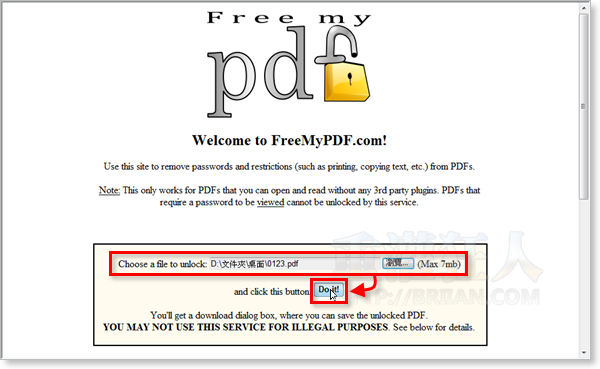 Free my
pdf
Welcome to FreeMyPDF.com!
Use this site to remove passwords and restrictions (such as printing, copying text, etc.) from PDFs.
Note: This only works for PDFs that you can open and read without any 3rd party plugins. PDFs that
require a password to be viewed cannot be unlocked by this service.
Choose a file to unlock: D:\文件夾\桌面\0123.pdf 瀏覽... (Max 7mb)
and click this button: Do it!
You'll get a download dialog box, where you can save the unlocked PDF.
YOU MAY NOT USE THIS SERVICE FOR ILLEGAL PURPOSES. See below for details.
HTTP://BRIIAN.COM/